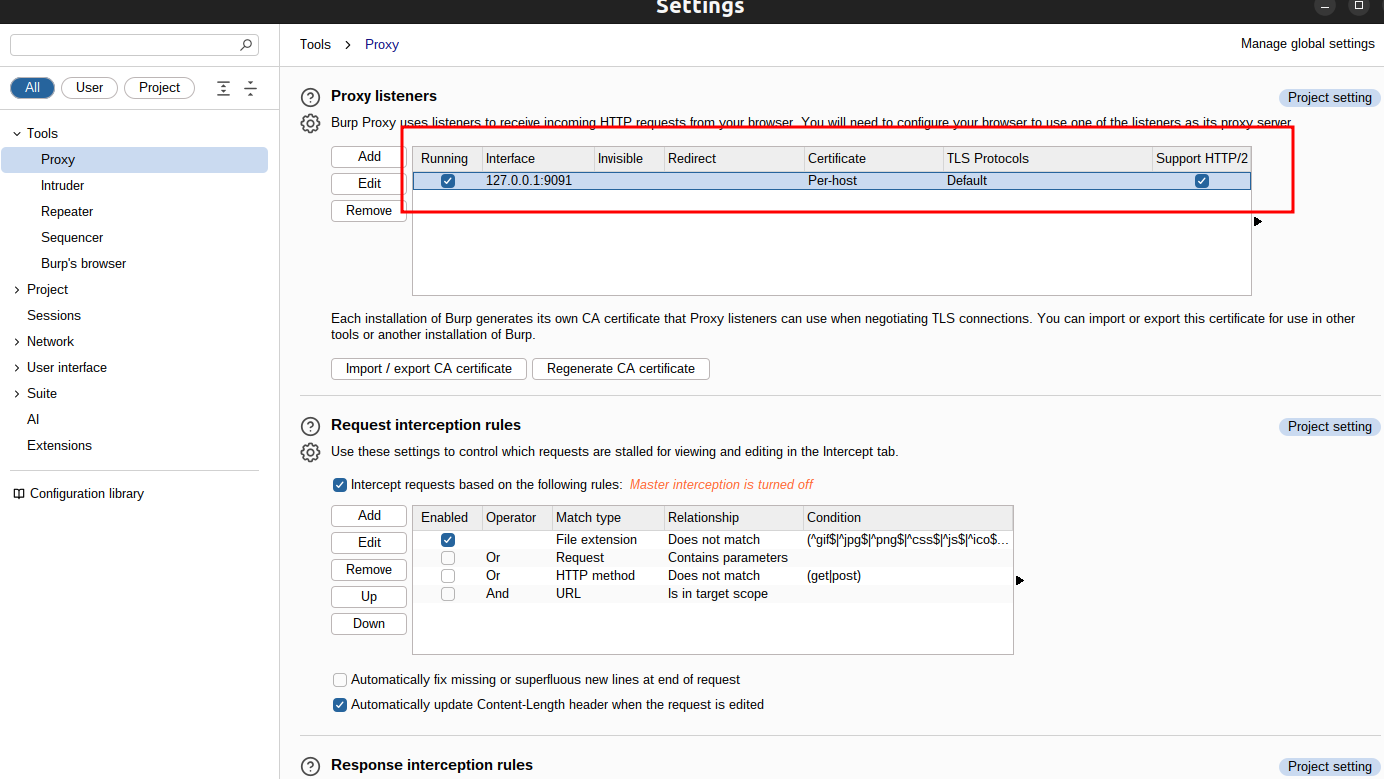 Settings
Tools > Proxy
Manage global settings
All User Project
Tools
Proxy
Intruder
Repeater
Sequencer
Burp's browser
Project
Sessions
Network
User interface
Suite
AI
Extensions
Configuration library
Proxy listeners
Project setting
Burp Proxy uses listeners to receive incoming HTTP requests from your browser. You will need to configure your browser to use one of the listeners as its proxy server.
Add
Edit
Remove
Running Interface Invisible Redirect Certificate TLS Protocols Support HTTP/2
127.0.0.1:9091 Per-host Default
Each installation of Burp generates its own CA certificate that Proxy listeners can use when negotiating TLS connections. You can import or export this certificate for use in other
tools or another installation of Burp.
Import / export CA certificate Regenerate CA certificate
Request interception rules
Project setting
Use these settings to control which requests are stalled for viewing and editing in the Intercept tab.
Intercept requests based on the following rules: Master interception is turned off
Add
Edit
Remove
Up
Down
Enabled Operator Match type Relationship Condition
File extension Does not match (^gif$|^jpg$|^png$|^css$|^js$|^ico$...
Or Request Contains parameters
Or HTTP method Does not match (get|post)
And URL Is in target scope
Automatically fix missing or superfluous new lines at end of request
Automatically update Content-Length header when the request is edited
Response interception rules
Project setting